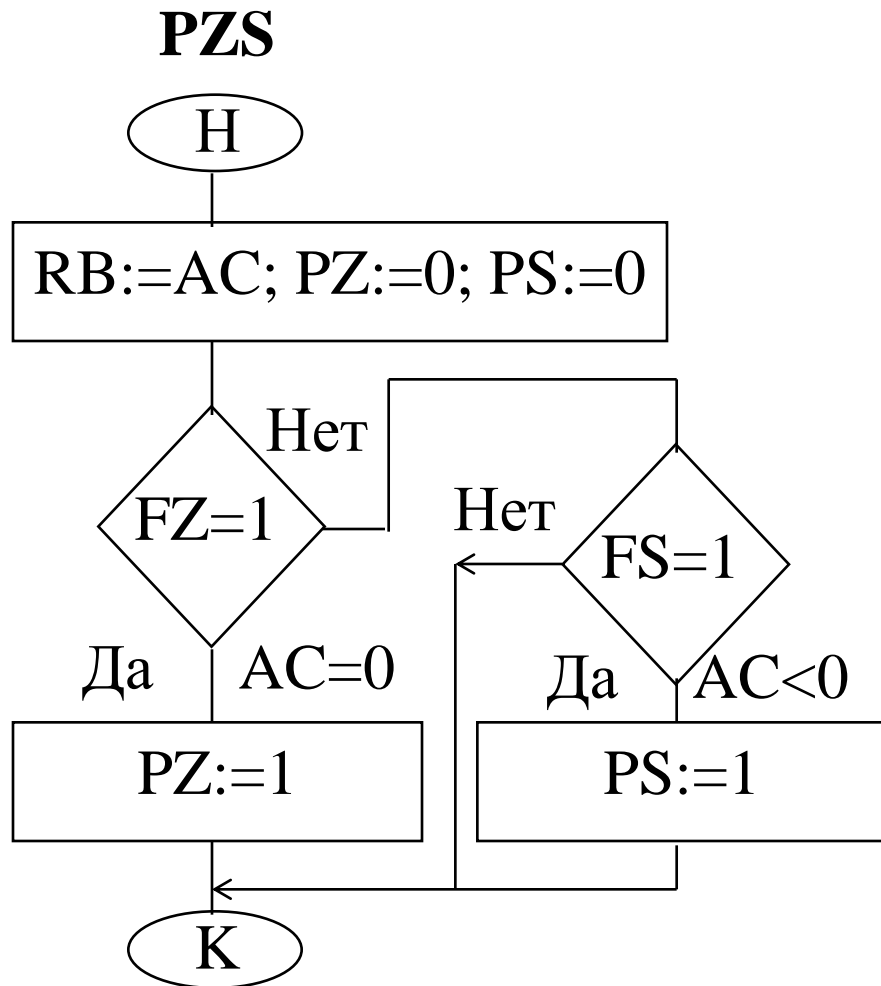 PZS
Н
RB:=AC; PZ:=0; PS:=0
Нет
FZ=1
Нет
FS=1
Да AC=0
Да AC<0
PZ:=1
PS:=1
К